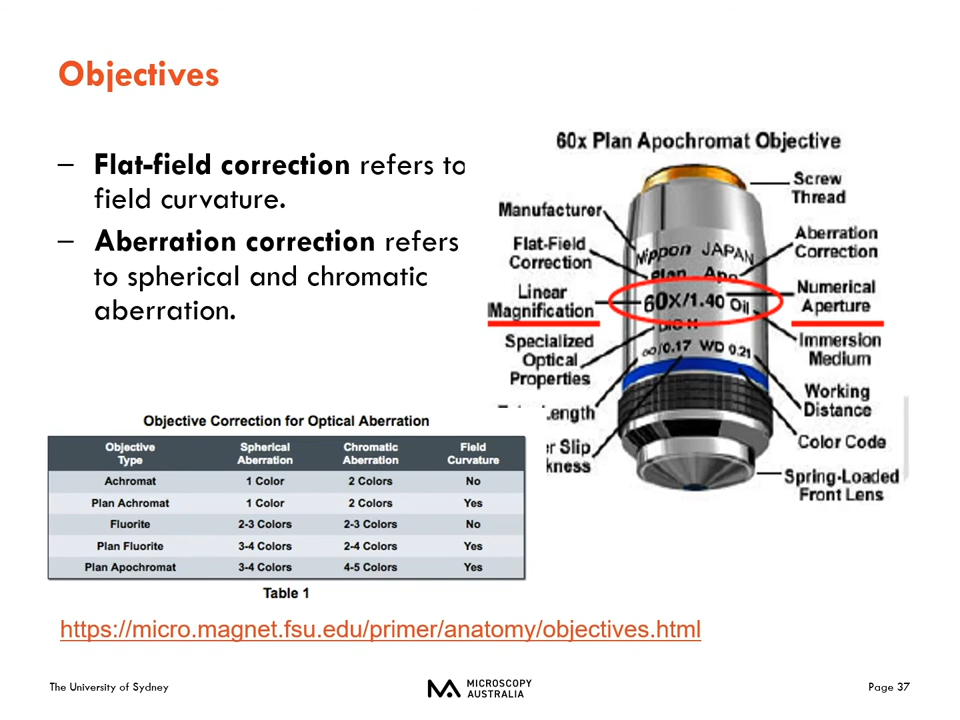 Objectives
– Flat-field correction refers to
field curvature.
– Aberration correction refers
to spherical and chromatic
aberration.
60x Plan Apochromat Objective
Screw
Thread
Manufacturer
Aberration
Correction
Flat-Field
Correction
Nippon JAPAN
Plan Apo
Linear
Magnification
60X/1.40 Oil
Numerical
Aperture
Specialized
Optical
Properties
DIC H
∞/0.17 WD 0.21
Immersion
Medium
Length
Working
Distance
er Slip
kness
Color Code
Spring-Loaded
Front Lens
Objective Correction for Optical Aberration
Objective Type | Spherical Aberration | Chromatic Aberration | Field Curvature
Achromat | 1 Color | 2 Colors | No
Plan Achromat | 1 Color | 2 Colors | Yes
Fluorite | 2-3 Colors | 2-3 Colors | No
Plan Fluorite | 3-4 Colors | 2-4 Colors | Yes
Plan Apochromat | 3-4 Colors | 4-5 Colors | Yes
Table 1
https://micro.magnet.fsu.edu/primer/anatomy/objectives.html
The University of Sydney
MICROSCOPY
AUSTRALIA
Page 37